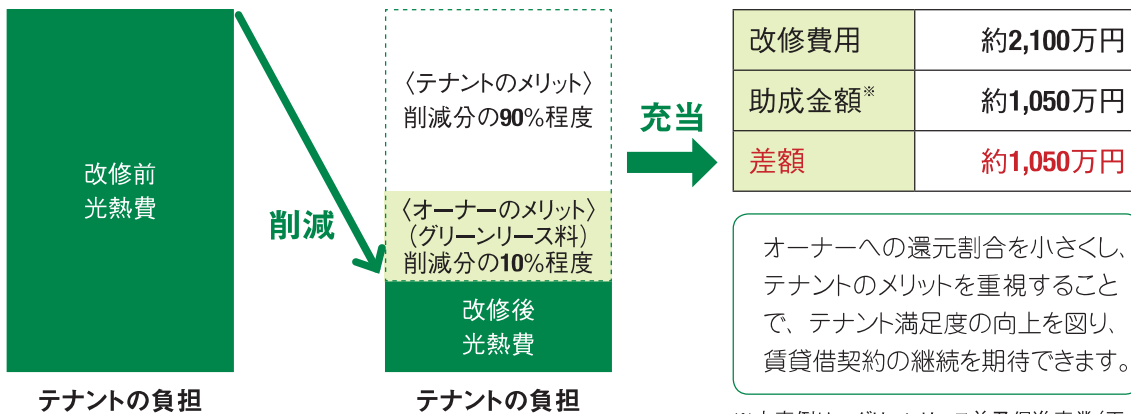 改修前
光熱費
テナントの負担
削減
〈テナントのメリット〉
削減分の90%程度
〈オーナーのメリット〉
(グリーンリース料)
削減分の10%程度
改修後
光熱費
テナントの負担
充当
改修費用 約2,100万円
助成金額※ 約1,050万円
差額 約1,050万円
オーナーへの還元割合を小さくし、
テナントのメリットを重視すること
で、テナント満足度の向上を図り、
賃貸借契約の継続を期待できます。